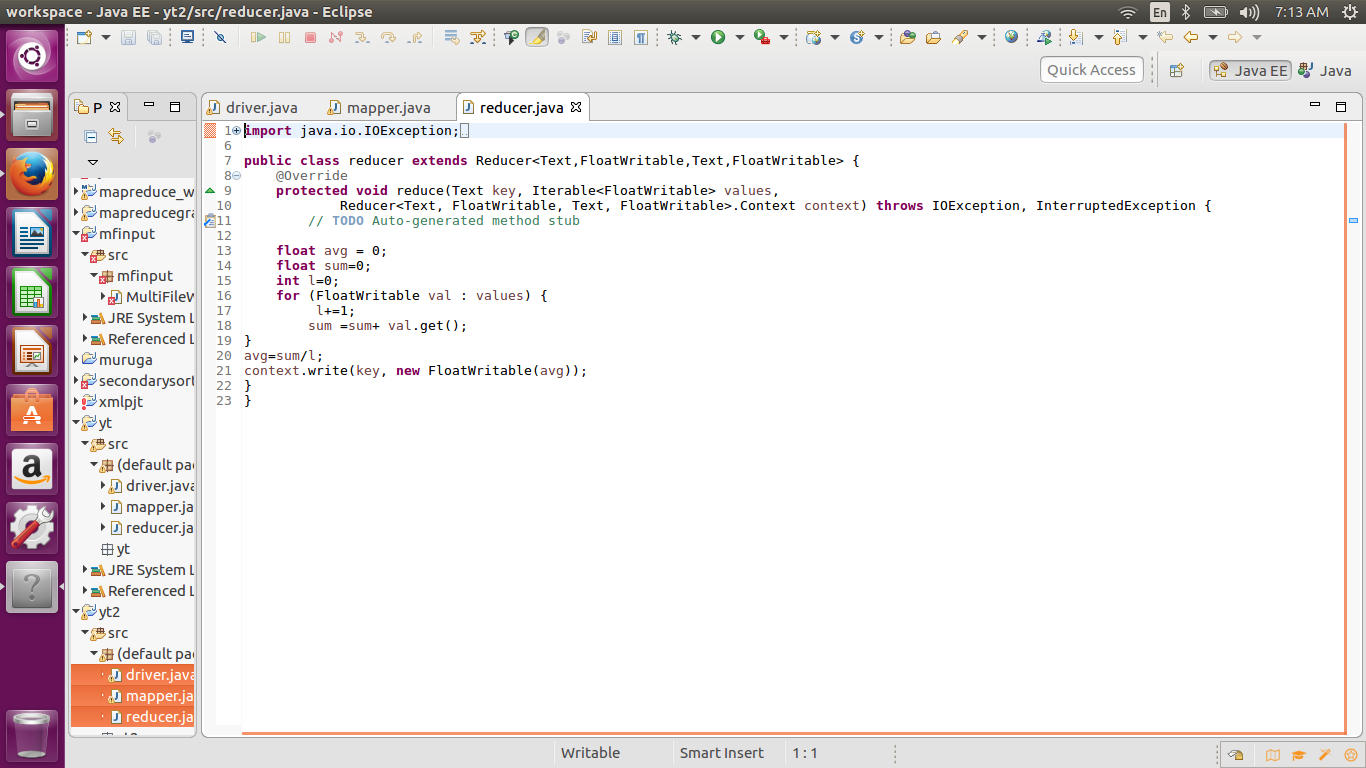 workspace - Java EE - yt2/src/reducer.java - Eclipse
En
7:13 AM
Quick Access
Java EE
Java
P
driver.java
mapper.java
reducer.java
mapreduce_w
mapreducegra
mfinput
src
mfinput
MultiFileW
JRE System L
Referenced L
muruga
secondarysort
xmlpjt
yt
src
(default pac
driver.java
mapper.ja
reducer.ja
yt
JRE System L
Referenced L
yt2
src
(default pac
driver.java
mapper.ja
reducer.ja
1 import java.io.IOException;
6
7 public class reducer extends Reducer<Text,FloatWritable,Text,FloatWritable> {
8 @Override
9 protected void reduce(Text key, Iterable<FloatWritable> values,
10 Reducer<Text, FloatWritable, Text, FloatWritable>.Context context) throws IOException, InterruptedException {
11 // TODO Auto-generated method stub
12
13 float avg = 0;
14 float sum=0;
15 int l=0;
16 for (FloatWritable val : values) {
17 l+=1;
18 sum =sum+ val.get();
19 }
20 avg=sum/l;
21 context.write(key, new FloatWritable(avg));
22 }
23 }
Writable
Smart Insert
1 : 1